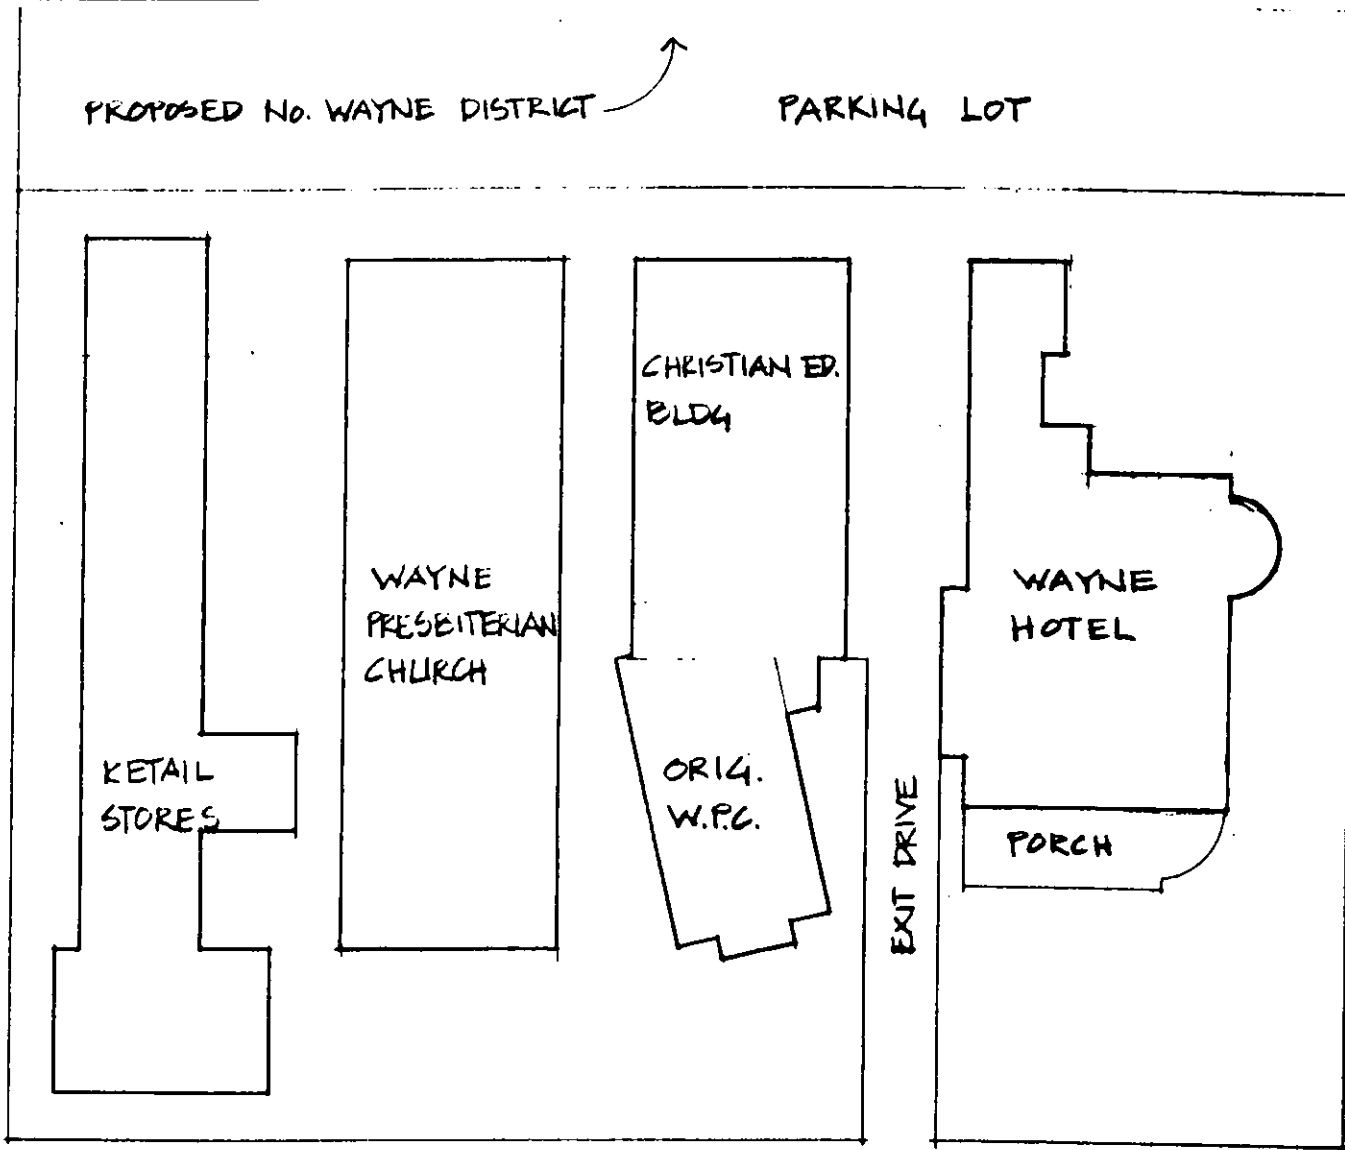 PROPOSED No. WAYNE DISTRICT
PARKING LOT
CHRISTIAN ED.
BLDG
WAYNE
PRESBITERIAN
CHURCH
WAYNE
HOTEL
RETAIL
STORES
ORIG.
W.P.C.
EXIT DRIVE
PORCH